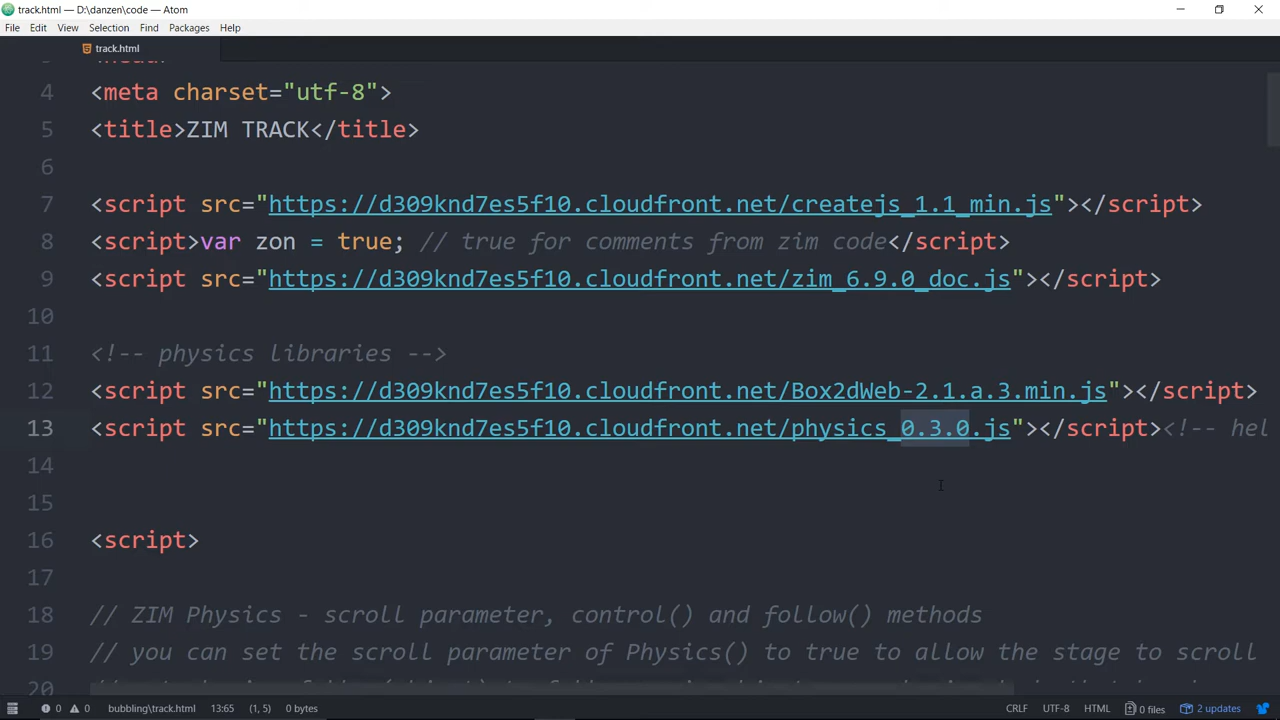 track.html — D:\danzen\code — Atom
File Edit View Selection Find Packages Help
track.html
4 <meta charset="utf-8">
5 <title>ZIM TRACK</title>
6
7 <script src="https://d309knd7es5f10.cloudfront.net/createjs_1.1_min.js"></script>
8 <script>var zon = true; // true for comments from zim code</script>
9 <script src="https://d309knd7es5f10.cloudfront.net/zim_6.9.0_doc.js"></script>
10
11 <!-- physics libraries -->
12 <script src="https://d309knd7es5f10.cloudfront.net/Box2dWeb-2.1.a.3.min.js"></script>
13 <script src="https://d309knd7es5f10.cloudfront.net/physics_0.3.0.js"></script><!-- hel
14
15
16 <script>
17
18 // ZIM Physics - scroll parameter, control() and follow() methods
19 // you can set the scroll parameter of Physics() to true to allow the stage to scroll
20
0 0 bubbling\track.html 13:65 (1, 5) 0 bytes CRLF UTF-8 HTML 0 files 2 updates